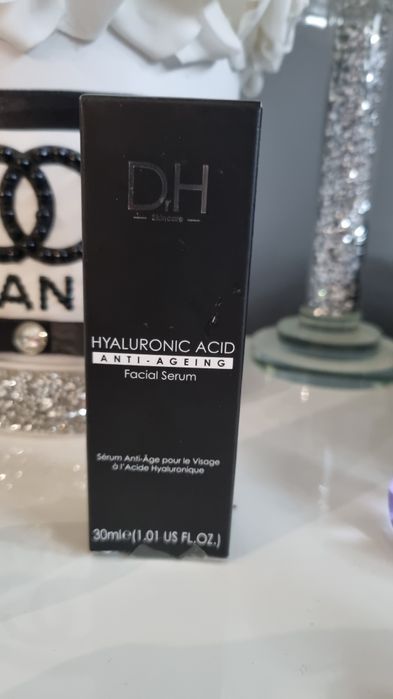 DrH
Skincare
HYALURONIC ACID
ANTI-AGEING
Facial Serum
Sérum Anti-Âge pour le Visage
à l'Acide Hyaluronique
30ml℮(1.01 US FL.OZ.)
AN